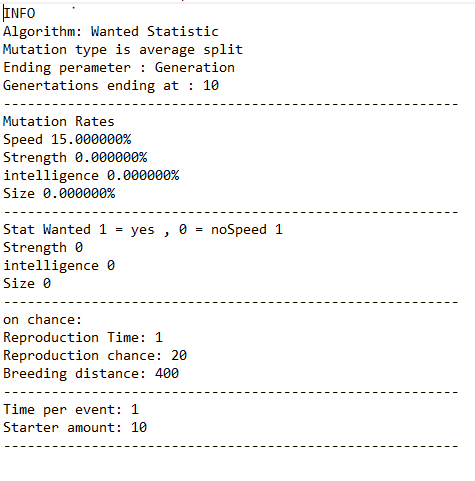 INFO
Algorithm: Wanted Statistic
Mutation type is average split
Ending perameter : Generation
Genertations ending at : 10
---------------------------------------------------------
Mutation Rates
Speed 15.000000%
Strength 0.000000%
intelligence 0.000000%
Size 0.000000%
---------------------------------------------------------
Stat Wanted 1 = yes , 0 = noSpeed 1
Strength 0
intelligence 0
Size 0
---------------------------------------------------------
on chance:
Reproduction Time: 1
Reproduction chance: 20
Breeding distance: 400
---------------------------------------------------------
Time per event: 1
Starter amount: 10
---------------------------------------------------------